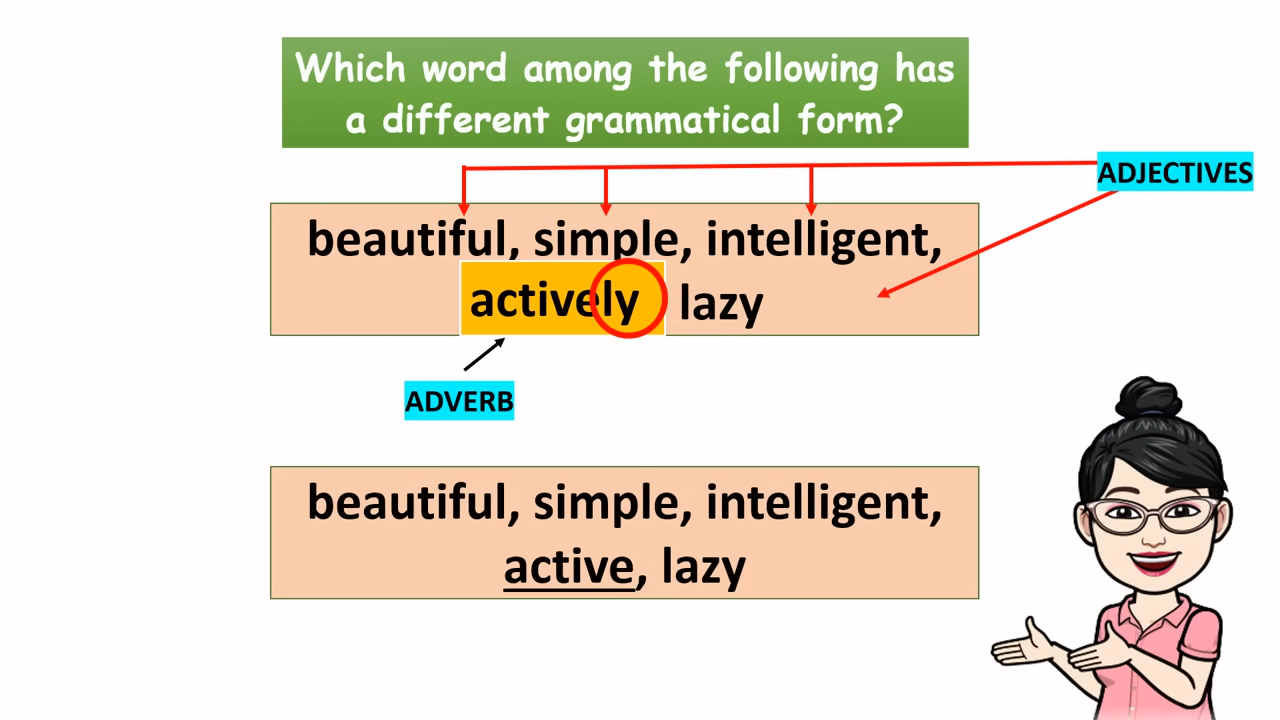 Which word among the following has
a different grammatical form?
ADJECTIVES
beautiful, simple, intelligent,
actively lazy
ADVERB
beautiful, simple, intelligent,
active, lazy